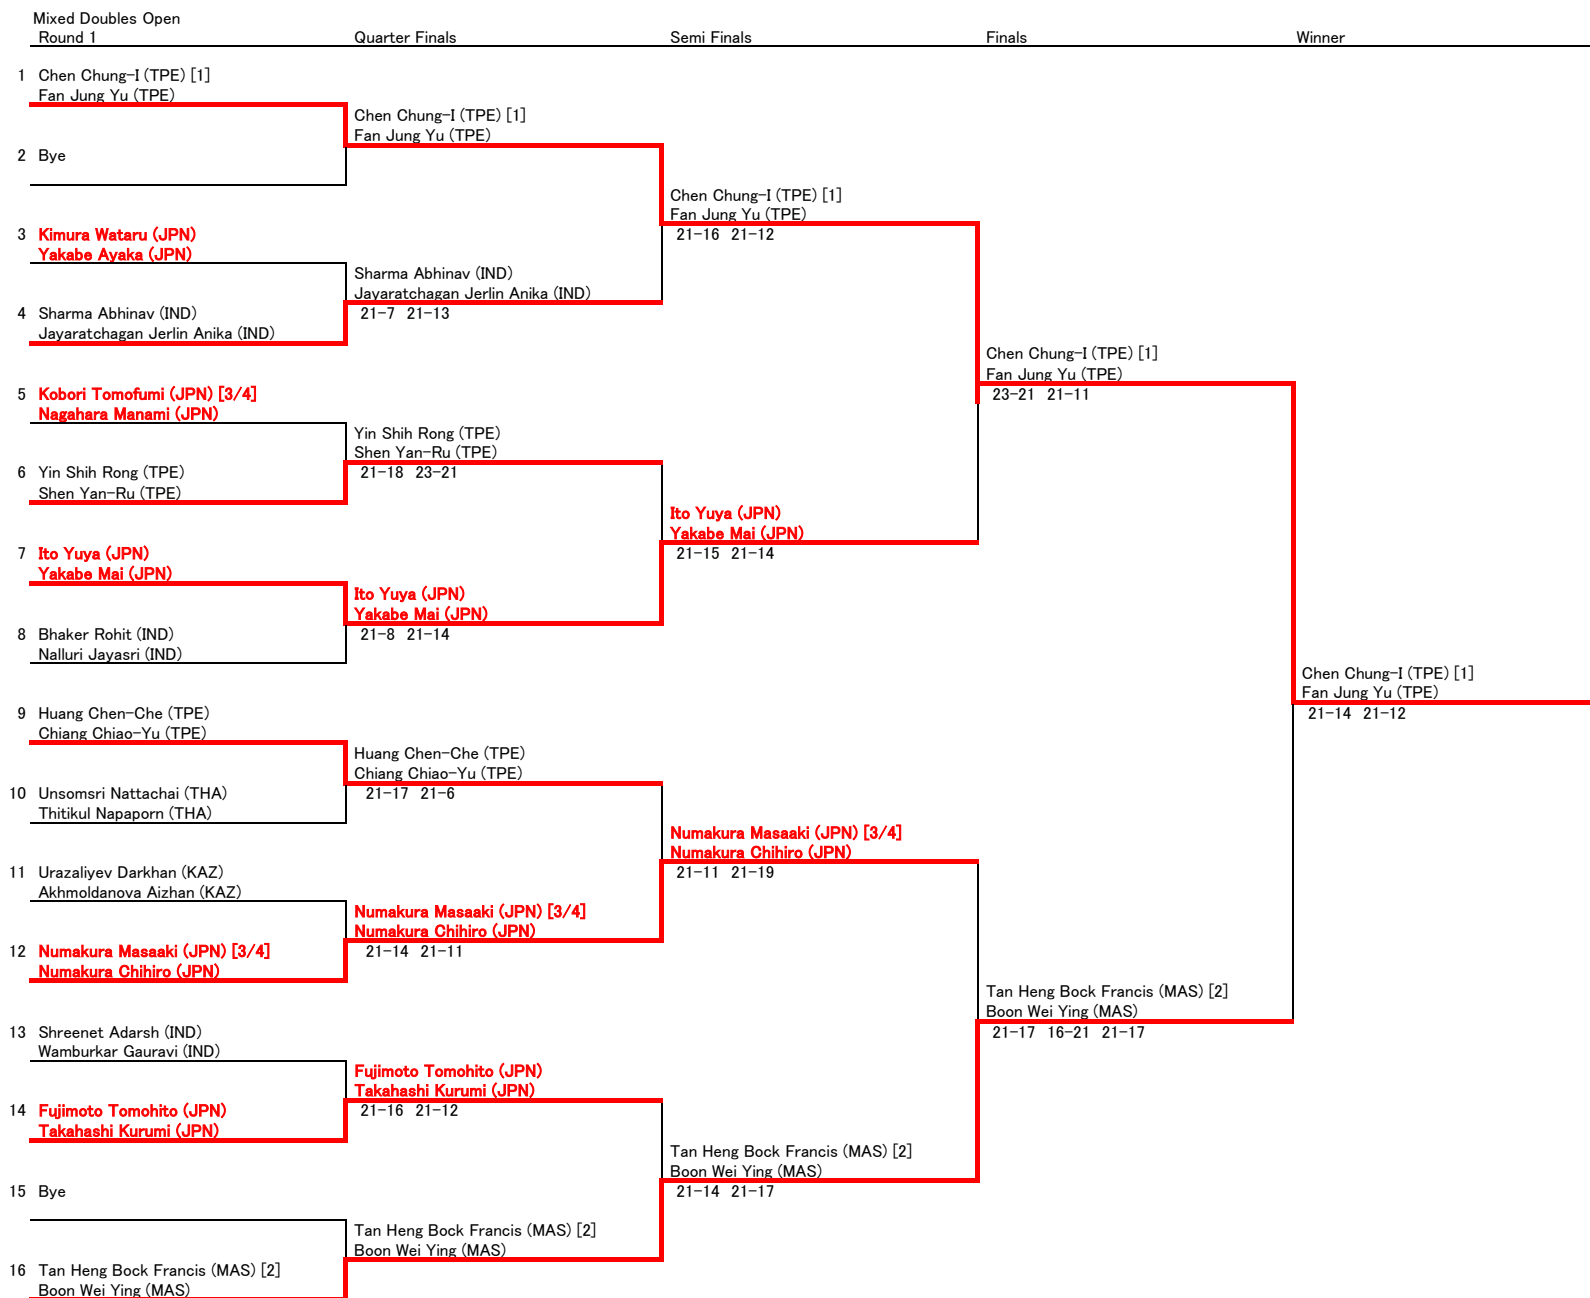 Mixed Doubles Open
Round 1 Quarter Finals Semi Finals Finals Winner
1 Chen Chung-I (TPE) [1]
Fan Jung Yu (TPE)
Chen Chung-I (TPE) [1]
Fan Jung Yu (TPE)
2 Bye
Chen Chung-I (TPE) [1]
Fan Jung Yu (TPE)
21-16 21-12
3 Kimura Wataru (JPN)
Yakabe Ayaka (JPN)
Sharma Abhinav (IND)
Jayaratchagan Jerlin Anika (IND)
21-7 21-13
4 Sharma Abhinav (IND)
Jayaratchagan Jerlin Anika (IND)
Chen Chung-I (TPE) [1]
Fan Jung Yu (TPE)
23-21 21-11
5 Kobori Tomofumi (JPN) [3/4]
Nagahara Manami (JPN)
Yin Shih Rong (TPE)
Shen Yan-Ru (TPE)
21-18 23-21
6 Yin Shih Rong (TPE)
Shen Yan-Ru (TPE)
Ito Yuya (JPN)
Yakabe Mai (JPN)
21-15 21-14
7 Ito Yuya (JPN)
Yakabe Mai (JPN)
Ito Yuya (JPN)
Yakabe Mai (JPN)
21-8 21-14
8 Bhaker Rohit (IND)
Nalluri Jayasri (IND)
Chen Chung-I (TPE) [1]
Fan Jung Yu (TPE)
21-14 21-12
9 Huang Chen-Che (TPE)
Chiang Chiao-Yu (TPE)
Huang Chen-Che (TPE)
Chiang Chiao-Yu (TPE)
21-17 21-6
10 Unsomsri Nattachai (THA)
Thitikul Napaporn (THA)
Numakura Masaaki (JPN) [3/4]
Numakura Chihiro (JPN)
21-11 21-19
11 Urazaliyev Darkhan (KAZ)
Akhmoldanova Aizhan (KAZ)
Numakura Masaaki (JPN) [3/4]
Numakura Chihiro (JPN)
21-14 21-11
12 Numakura Masaaki (JPN) [3/4]
Numakura Chihiro (JPN)
Tan Heng Bock Francis (MAS) [2]
Boon Wei Ying (MAS)
21-17 16-21 21-17
13 Shreenet Adarsh (IND)
Wamburkar Gauravi (IND)
Fujimoto Tomohito (JPN)
Takahashi Kurumi (JPN)
21-16 21-12
14 Fujimoto Tomohito (JPN)
Takahashi Kurumi (JPN)
Tan Heng Bock Francis (MAS) [2]
Boon Wei Ying (MAS)
21-14 21-17
15 Bye
Tan Heng Bock Francis (MAS) [2]
Boon Wei Ying (MAS)
16 Tan Heng Bock Francis (MAS) [2]
Boon Wei Ying (MAS)